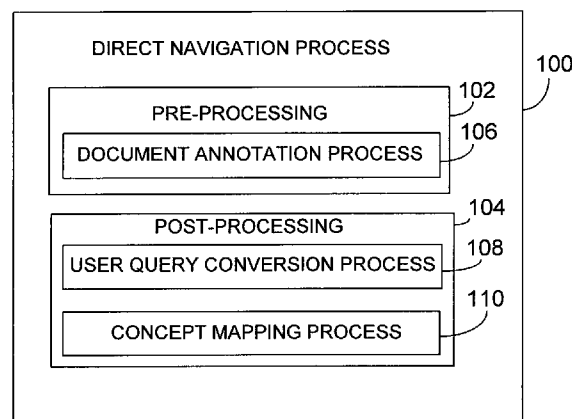 DIRECT NAVIGATION PROCESS
100
102
PRE-PROCESSING
106
DOCUMENT ANNOTATION PROCESS
104
POST-PROCESSING
108
USER QUERY CONVERSION PROCESS
110
CONCEPT MAPPING PROCESS